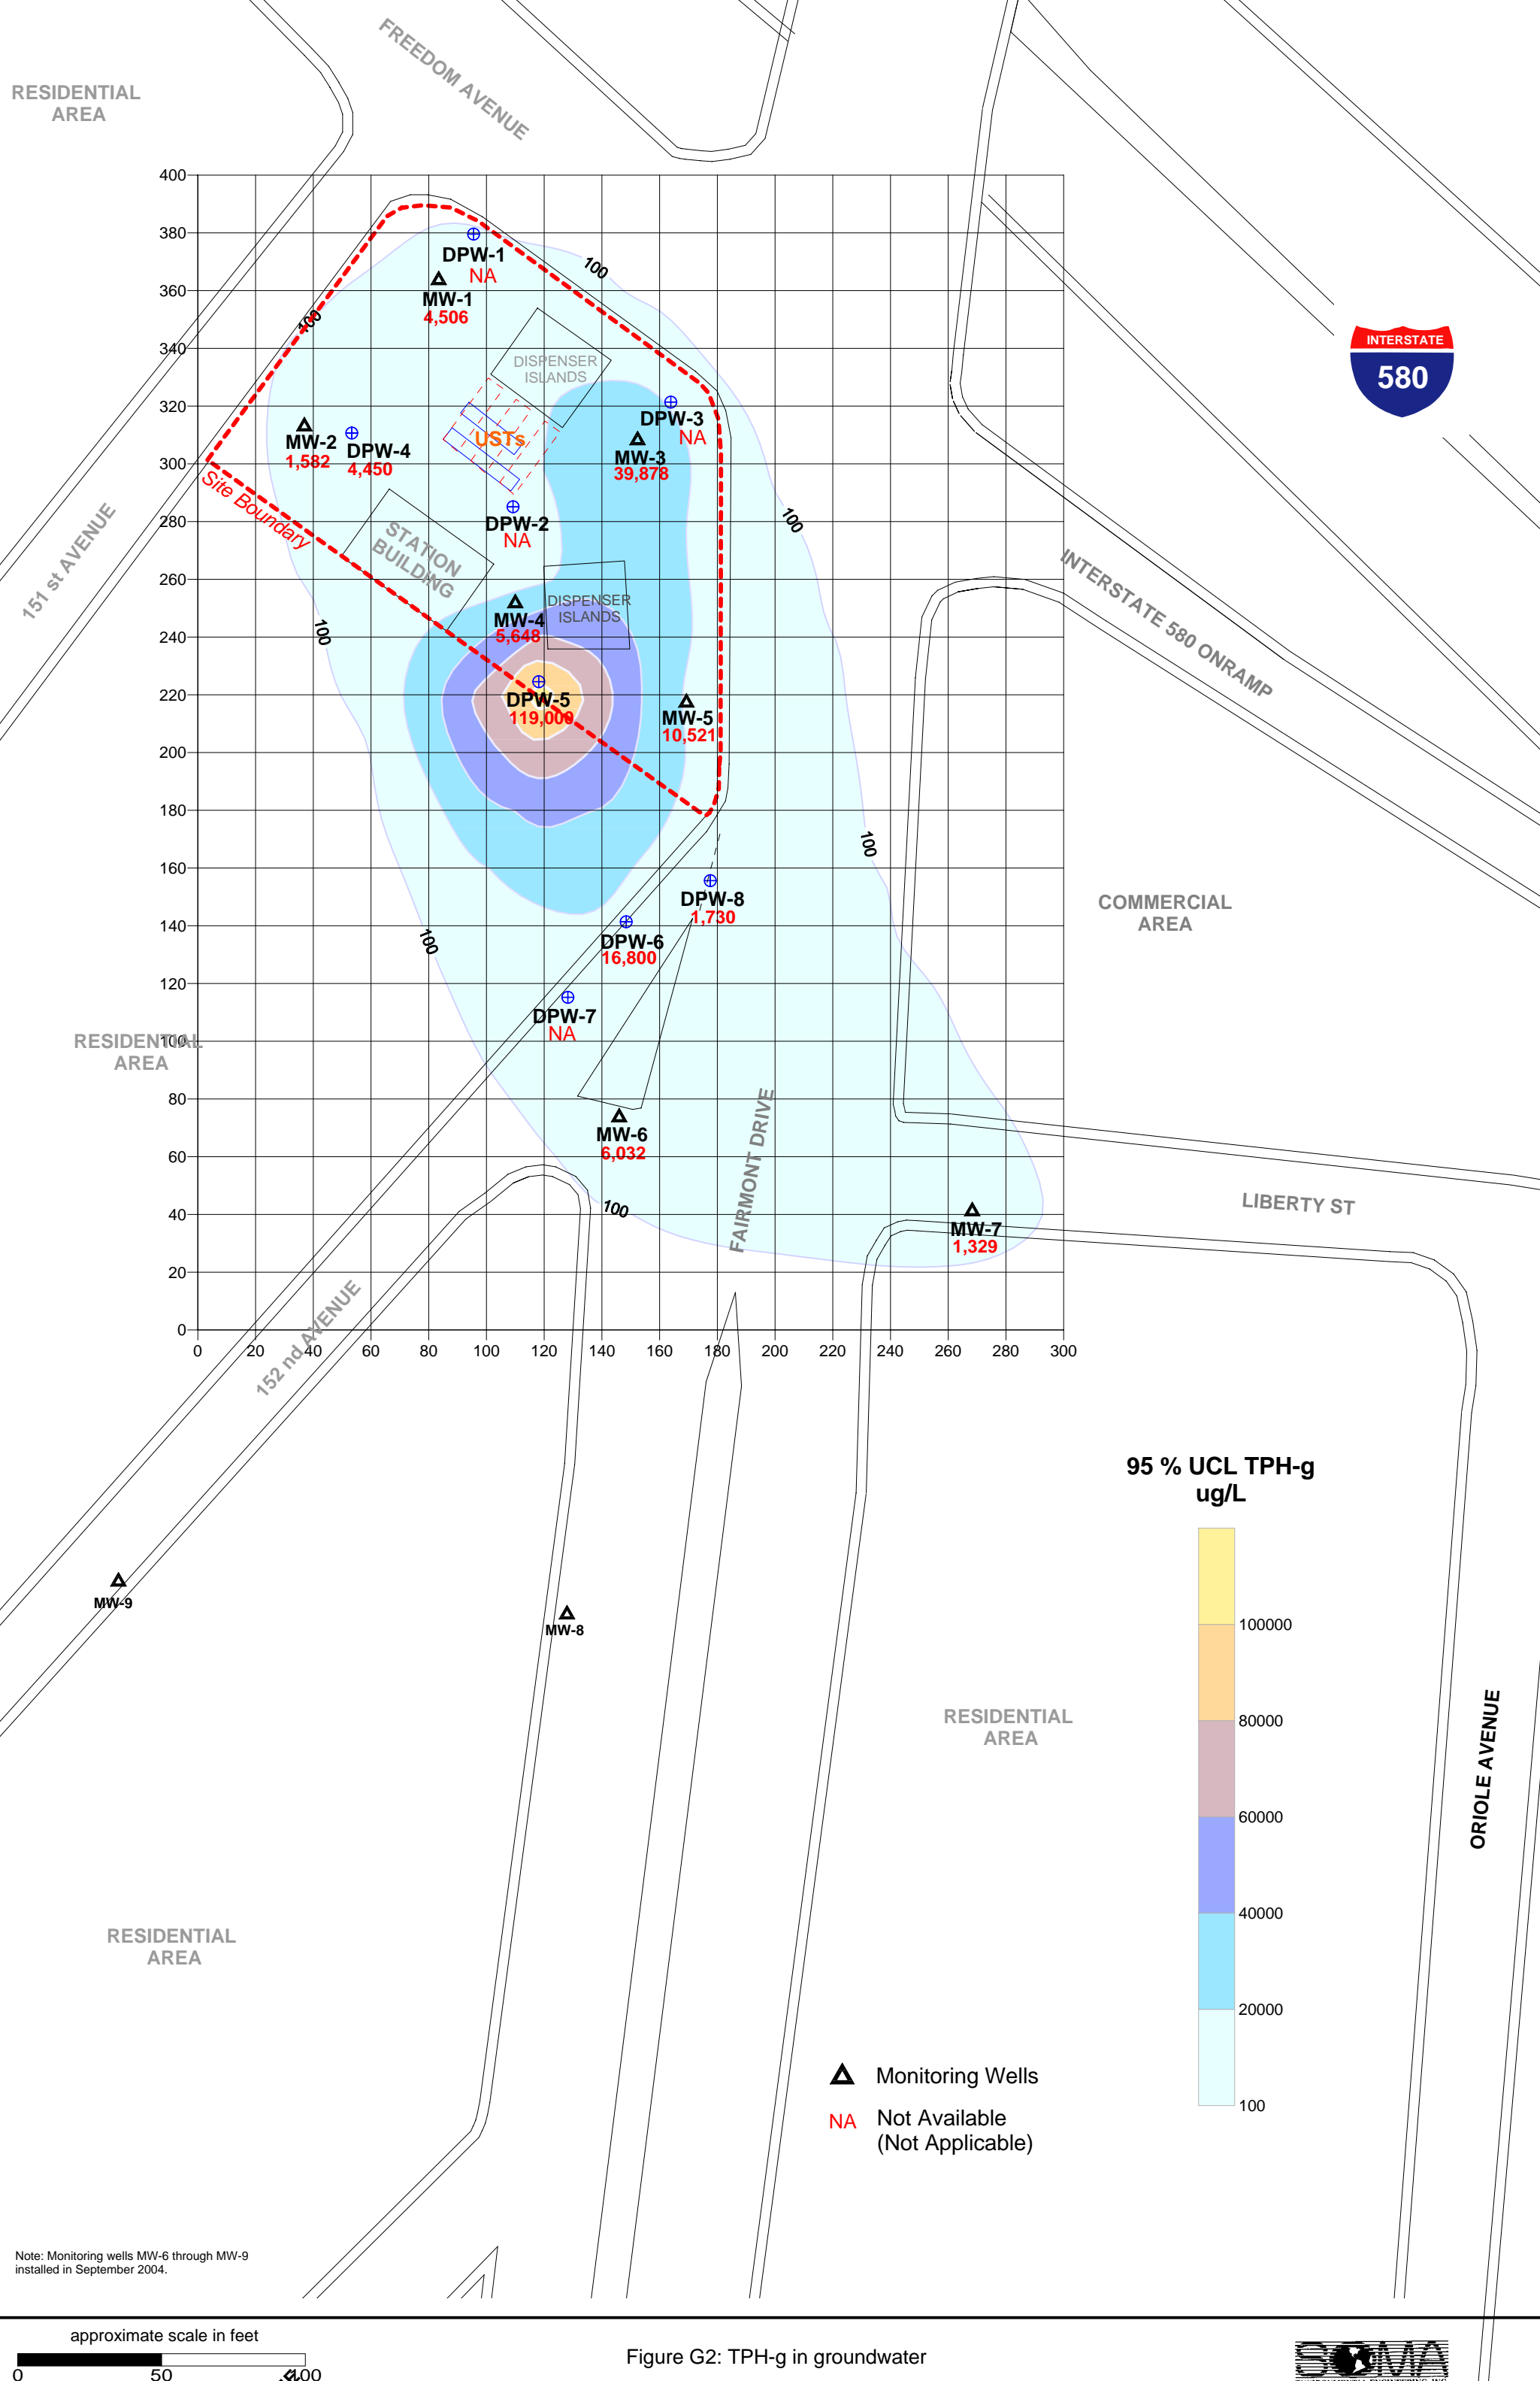 FREEDOM AVENUE
RESIDENTIAL
AREA
400
380
360
340
320
300
280
260
240
220
200
180
160
140
120
100
80
60
40
20
0
0 20 40 60 80 100 120 140 160 180 200 220 240 260 280 300
DPW-1
NA
MW-1
4,506
100
100
DISPENSER
ISLANDS
INTERSTATE
580
USTs
DPW-3
NA
MW-3
39,878
MW-2
1,582
DPW-4
4,450
Site Boundary
DPW-2
NA
STATION
BUILDING
100
151 st AVENUE
INTERSTATE 580 ONRAMP
DISPENSER
ISLANDS
MW-4
5,648
100
DPW-5
119,000
MW-5
10,521
100
DPW-8
1,730
COMMERCIAL
AREA
DPW-6
16,800
100
DPW-7
NA
RESIDENTIAL
AREA
MW-6
6,032
FAIRMONT DRIVE
100
LIBERTY ST
MW-7
1,329
152 nd AVENUE
95 % UCL TPH-g
ug/L
100000
80000
60000
40000
20000
100
MW-9
MW-8
RESIDENTIAL
AREA
ORIOLE AVENUE
RESIDENTIAL
AREA
Monitoring Wells
NA Not Available
(Not Applicable)
Note: Monitoring wells MW-6 through MW-9
installed in September 2004.
approximate scale in feet
0 50 100
Figure G2: TPH-g in groundwater
SOMA